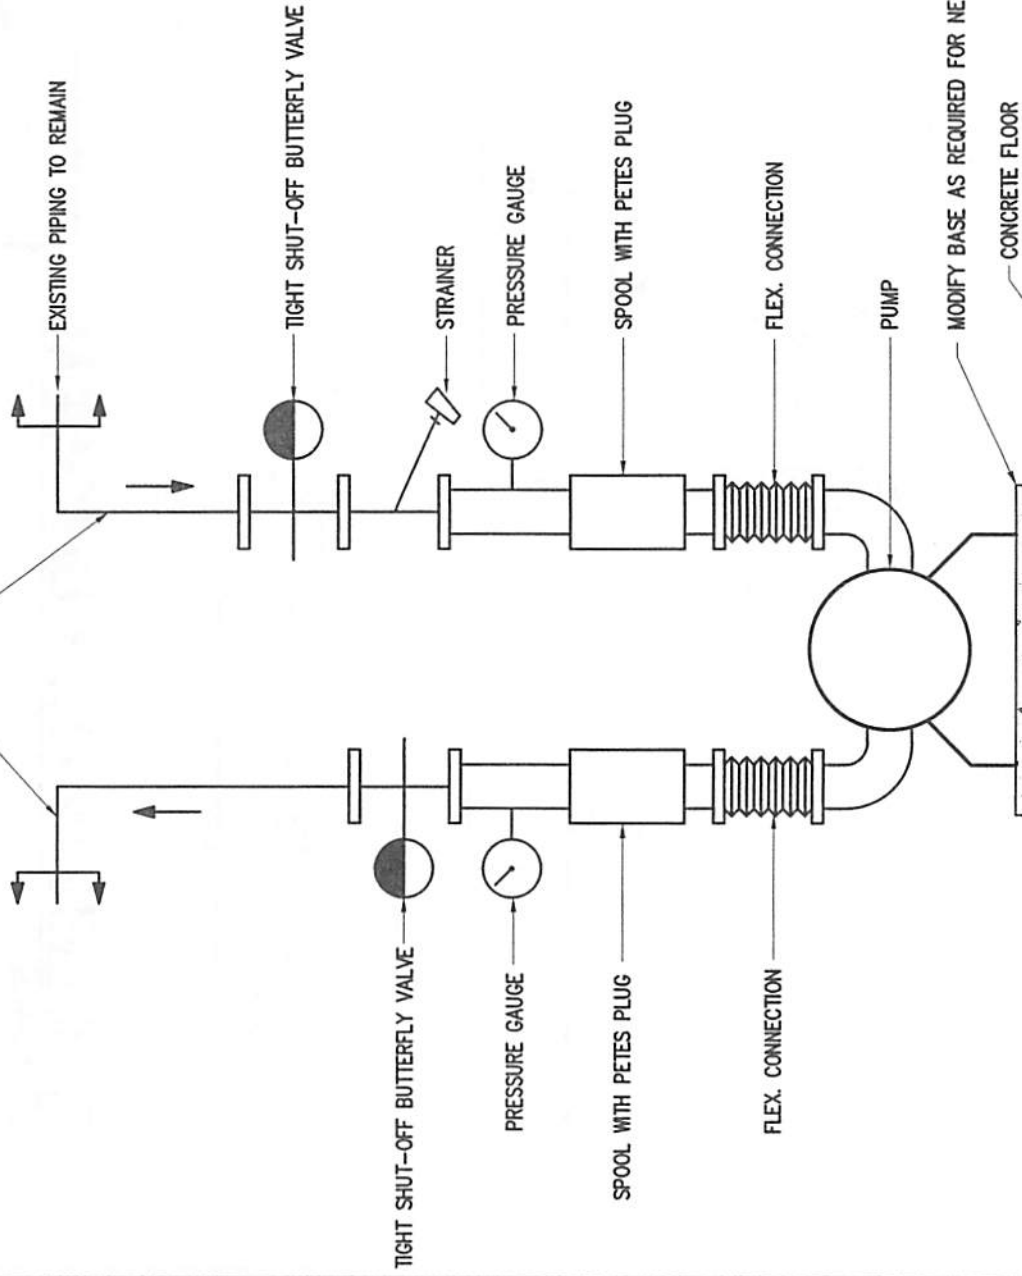 EXISTING PIPING TO REMAIN
TIGHT SHUT-OFF BUTTERFLY VALVE
STRAINER
PRESSURE GAUGE
SPOOL WITH PETES PLUG
FLEX. CONNECTION
PUMP
MODIFY BASE AS REQUIRED FOR NE
CONCRETE FLOOR
TIGHT SHUT-OFF BUTTERFLY VALVE
PRESSURE GAUGE
SPOOL WITH PETES PLUG
FLEX. CONNECTION